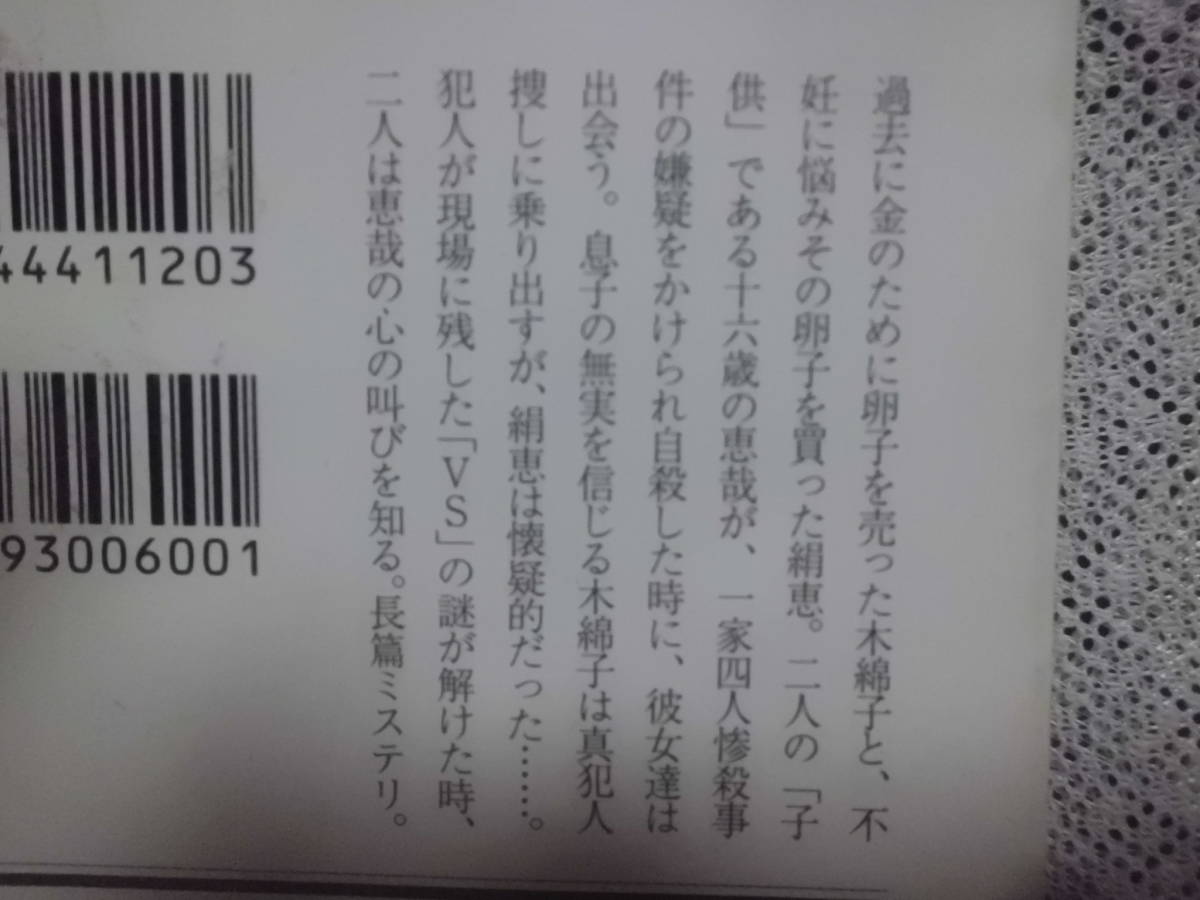 過去に金のために卵子を売った木綿子と、不
妊に悩みその卵子を買った絹恵。二人の「子
供」である十六歳の恵哉が、一家四人惨殺事
件の嫌疑をかけられ自殺した時に、彼女達は
出会う。息子の無実を信じる木綿子は真犯人
捜しに乗り出すが、絹恵は懐疑的だった……。
犯人が現場に残した「VS」の謎が解けた時、
二人は恵哉の心の叫びを知る。長篇ミステリ。
44411203
93006001